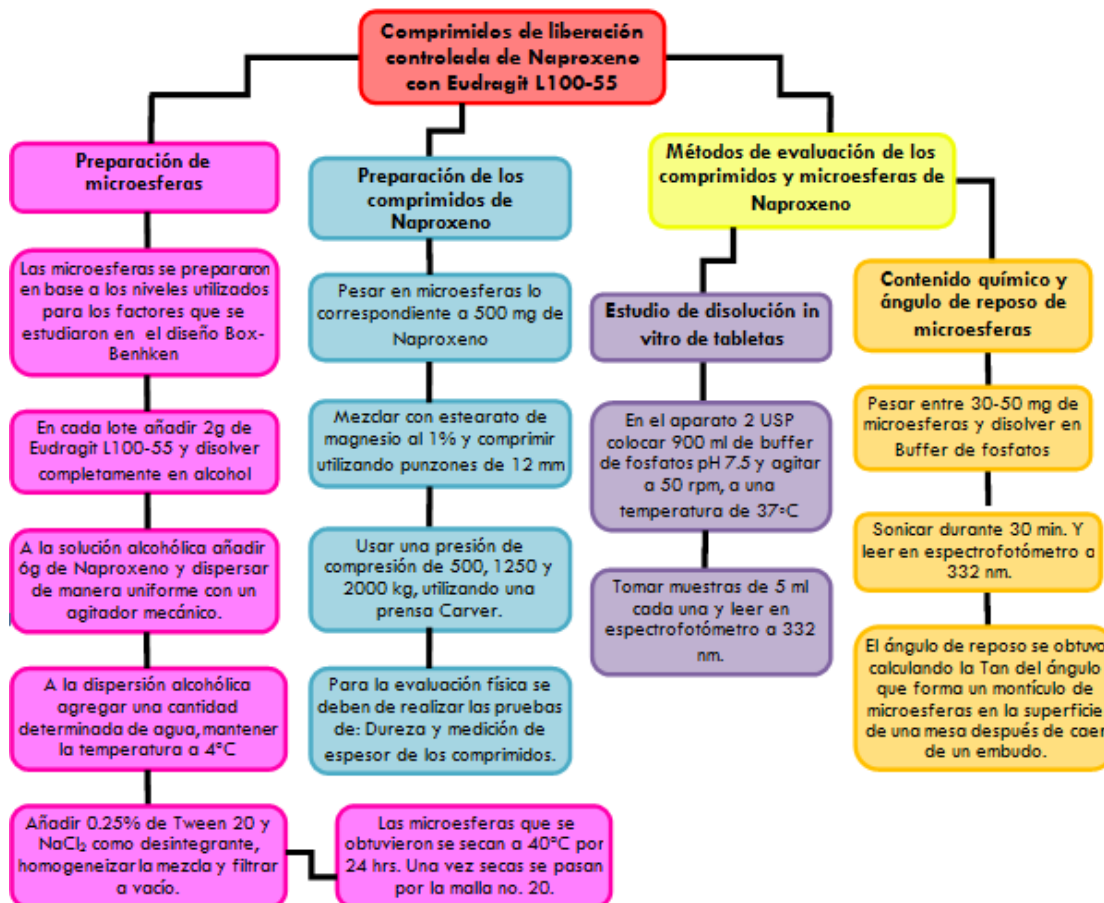 Comprimidos de liberación
controlada de Naproxeno
con Eudragit L100-55
Preparación de
microesferas
Las microesferas se prepararon
en base a los niveles utilizados
para los factores que se
estudiaron en el diseño Box-
Benhken
En cada lote añadir 2g de
Eudragit L100-55 y disolver
completamente en alcohol
A la solución alcohólica añadir
6g de Naproxeno y dispersar
de manera uniforme con un
agitador mecánico.
A la dispersión alcohólica
agregar una cantidad
determinada de agua, mantener
la temperatura a 4°C
Añadir 0.25% de Tween 20 y
NaCl₂ como desintegrante,
homogeneizar la mezcla y filtrar
a vacío.
Las microesferas que se
obtuvieron se secan a 40°C por
24 hrs. Una vez secas se pasan
por la malla no. 20.
Preparación de los
comprimidos de
Naproxeno
Pesar en microesferas lo
correspondiente a 500 mg de
Naproxeno
Mezclar con estearato de
magnesio al 1% y comprimir
utilizando punzones de 12 mm
Usar una presión de
compresión de 500, 1250 y
2000 kg, utilizando una
prensa Carver.
Para la evaluación física se
deben de realizar las pruebas
de: Dureza y medición de
espesor de los comprimidos.
Métodos de evaluación de los
comprimidos y microesferas de
Naproxeno
Estudio de disolución in
vitro de tabletas
En el aparato 2 USP
colocar 900 ml de buffer
de fosfatos pH 7.5 y agitar
a 50 rpm, a una
temperatura de 37°C
Tomar muestras de 5 ml
cada una y leer en
espectrofotómetro a 332
nm.
Contenido químico y
ángulo de reposo de
microesferas
Pesar entre 30-50 mg de
microesferas y disolver en
Buffer de fosfatos
Sonicar durante 30 min. Y
leer en espectrofotómetro a
332 nm.
El ángulo de reposo se obtuvo
calculando la Tan del ángulo
que forma un montículo de
microesferas en la superficie
de una mesa después de caer
de un embudo.